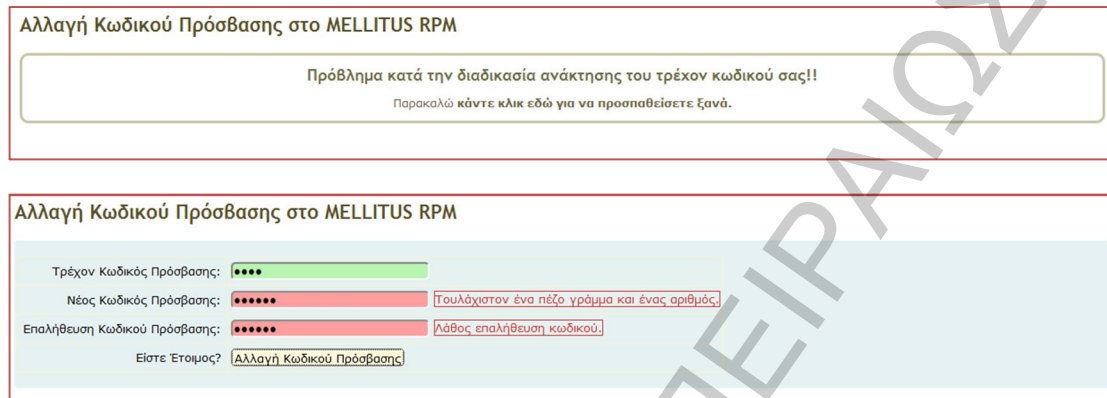 Αλλαγή Κωδικού Πρόσβασης στο MELLITUS RPM
Πρόβλημα κατά την διαδικασία ανάκτησης του τρέχον κωδικού σας!!
Παρακαλώ κάντε κλικ εδώ για να προσπαθείσετε ξανά.
Αλλαγή Κωδικού Πρόσβασης στο MELLITUS RPM
Τρέχον Κωδικός Πρόσβασης: ••••
Νέος Κωδικός Πρόσβασης: •••••• Τουλάχιστον ένα πέζο γράμμα και ένας αριθμός.
Επαλήθευση Κωδικού Πρόσβασης: •••••• Λάθος επαλήθευση κωδικού.
Είστε Έτοιμος? Αλλαγή Κωδικού Πρόσβασης
ΠΕΙΡΑΙΩΣ